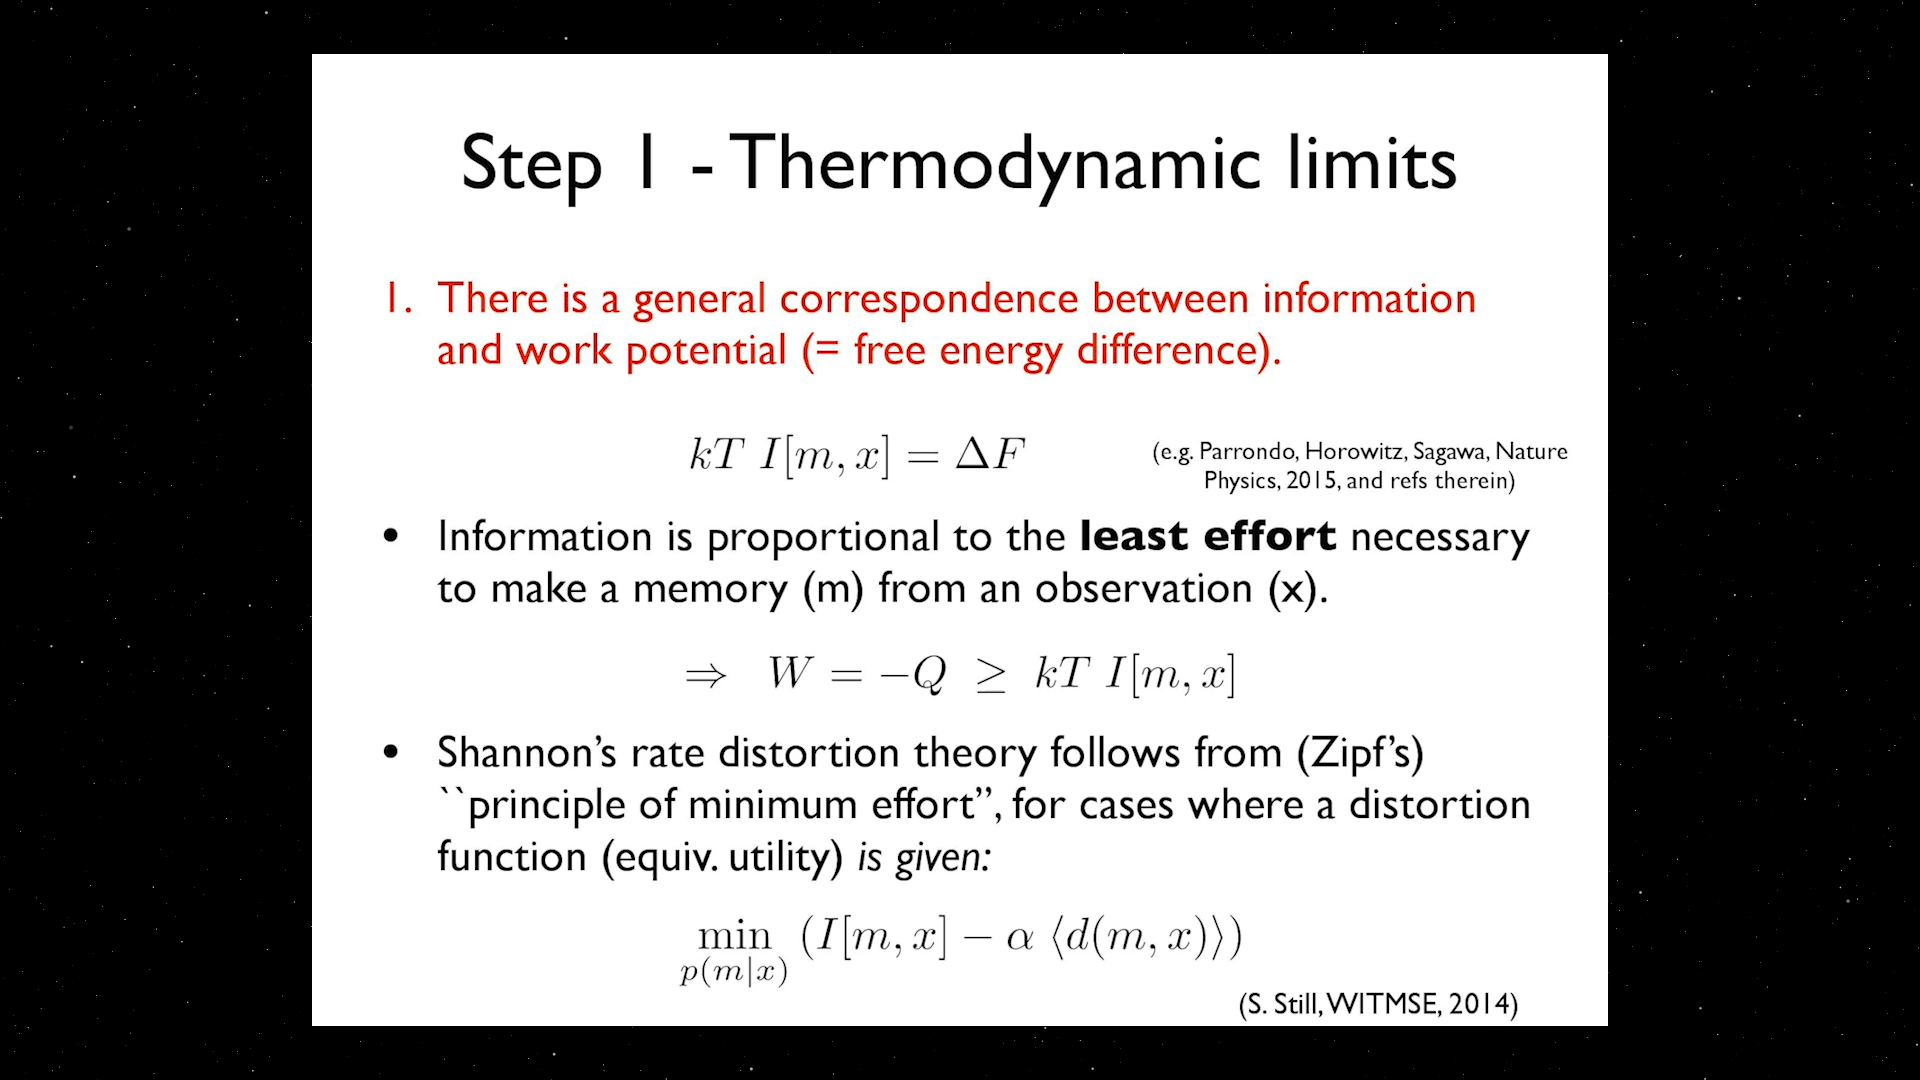 Step 1 - Thermodynamic limits
1. There is a general correspondence between information
and work potential (= free energy difference).
kT I[m, x] = ΔF
(e.g. Parrondo, Horowitz, Sagawa, Nature
Physics, 2015, and refs therein)
• Information is proportional to the least effort necessary
to make a memory (m) from an observation (x).
⇒ W = −Q ≥ kT I[m, x]
• Shannon’s rate distortion theory follows from (Zipf’s)
``principle of minimum effort”, for cases where a distortion
function (equiv. utility) is given:
min (I[m, x] − α ⟨d(m, x)⟩)
p(m|x)
(S. Still, WITMSE, 2014)